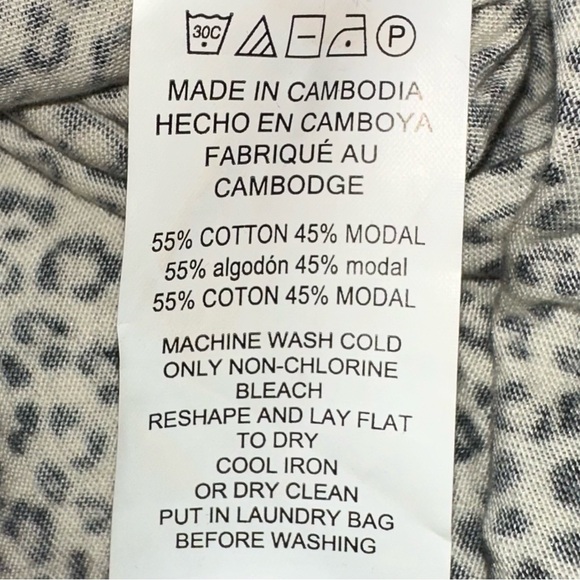 30C P
MADE IN CAMBODIA
HECHO EN CAMBOYA
FABRIQUÉ AU
CAMBODGE
55% COTTON 45% MODAL
55% algodón 45% modal
55% COTON 45% MODAL
MACHINE WASH COLD
ONLY NON-CHLORINE
BLEACH
RESHAPE AND LAY FLAT
TO DRY
COOL IRON
OR DRY CLEAN
PUT IN LAUNDRY BAG
BEFORE WASHING